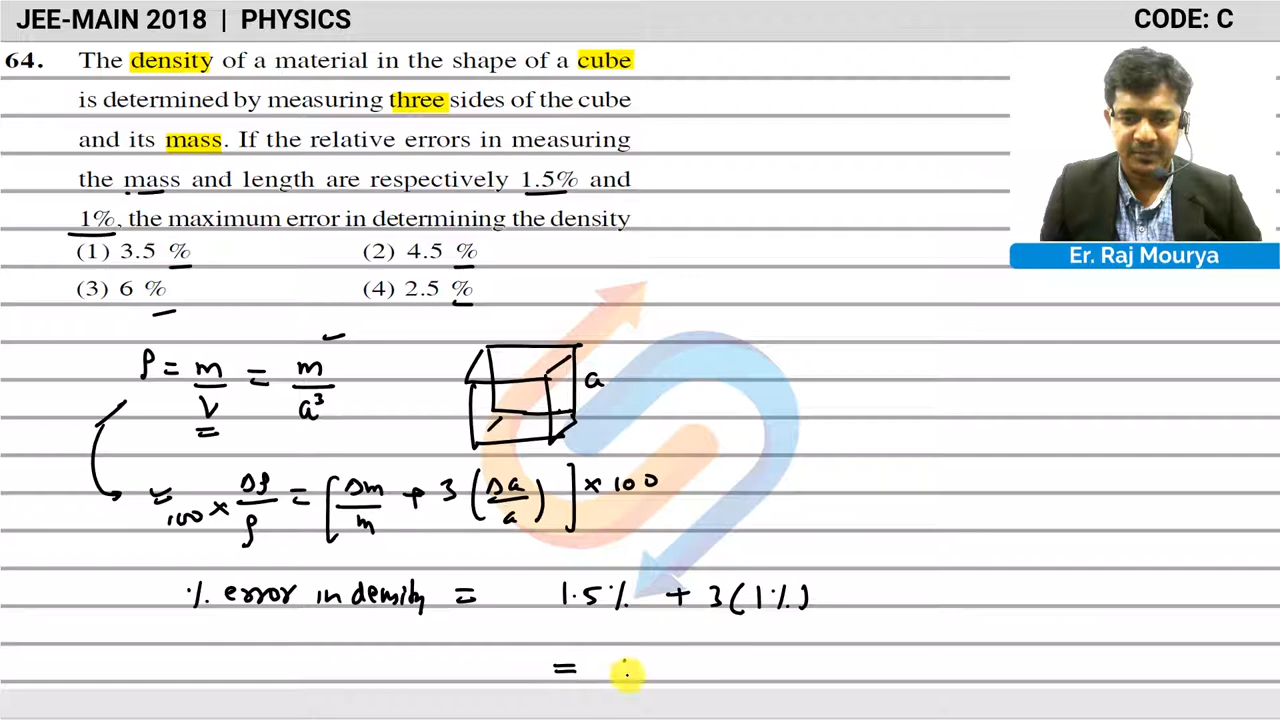 JEE-MAIN 2018 | PHYSICS
CODE: C
64. The density of a material in the shape of a cube
is determined by measuring three sides of the cube
and its mass. If the relative errors in measuring
the mass and length are respectively 1.5% and
1%, the maximum error in determining the density
(1) 3.5 % (2) 4.5 %
(3) 6 % (4) 2.5 %
Er. Raj Mourya
ρ = m/V = m/a³
a
100 × Δρ/ρ = [Δm/m + 3(Δa/a)] × 100
% error in density = 1.5% + 3(1%)
=